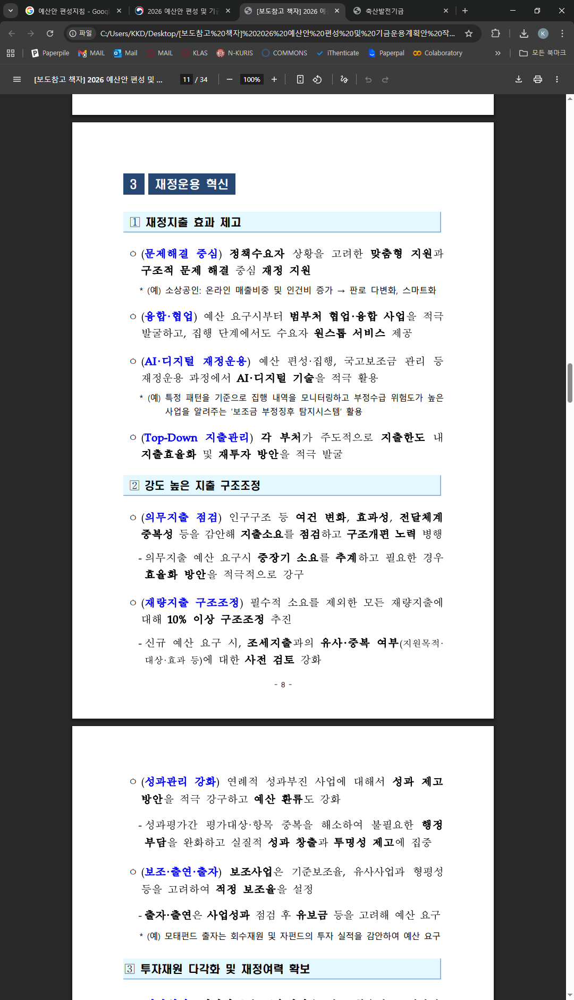 예산안 편성지침 - Goog
2026 예산안 편성 및 기금
[보도참고 책자] 2026 예
축산발전기금
파일
C:/Users/KKD/Desktop/[보도참고%20책자]%202026%20예산안%20편성%20및%20기금운용계획안%20작...
K
Paperpile
MAIL
Mail
MAIL
KLAS
N-KURIS
COMMONS
iThenticate
Paperpal
Colaboratory
모든 북마크
[보도참고 책자] 2026 예산안 편성 및 ...
11 / 34
100%
3 재정운용 혁신
1 재정지출 효과 제고
ㅇ (문제해결 중심) 정책수요자 상황을 고려한 맞춤형 지원과
구조적 문제 해결 중심 재정 지원
* (예) 소상공인: 온라인 매출비중 및 인건비 증가 → 판로 다변화, 스마트화
ㅇ (융합·협업) 예산 요구시부터 범부처 협업·융합 사업을 적극
발굴하고, 집행 단계에서도 수요자 원스톱 서비스 제공
ㅇ (AI·디지털 재정운용) 예산 편성·집행, 국고보조금 관리 등
재정운용 과정에서 AI·디지털 기술을 적극 활용
* (예) 특정 패턴을 기준으로 집행 내역을 모니터링하고 부정수급 위험도가 높은
사업을 알려주는 '보조금 부정징후 탐지시스템' 활용
ㅇ (Top-Down 지출관리) 각 부처가 주도적으로 지출한도 내
지출효율화 및 재투자 방안을 적극 발굴
2 강도 높은 지출 구조조정
ㅇ (의무지출 점검) 인구구조 등 여건 변화, 효과성, 전달체계
중복성 등을 감안해 지출소요를 점검하고 구조개편 노력 병행
- 의무지출 예산 요구시 중장기 소요를 추계하고 필요한 경우
효율화 방안을 적극적으로 강구
ㅇ (재량지출 구조조정) 필수적 소요를 제외한 모든 재량지출에
대해 10% 이상 구조조정 추진
- 신규 예산 요구 시, 조세지출과의 유사·중복 여부(지원목적·
대상·효과 등)에 대한 사전 검토 강화
- 8 -
ㅇ (성과관리 강화) 연례적 성과부진 사업에 대해서 성과 제고
방안을 적극 강구하고 예산 환류도 강화
- 성과평가간 평가대상·항목 중복을 해소하여 불필요한 행정
부담을 완화하고 실질적 성과 창출과 투명성 제고에 집중
ㅇ (보조·출연·출자) 보조사업은 기준보조율, 유사사업과 형평성
등을 고려하여 적정 보조율을 설정
- 출자·출연은 사업성과 점검 후 유보금 등을 고려해 예산 요구
* (예) 모태펀드 출자는 회수재원 및 자펀드의 투자 실적을 감안하여 예산 요구
3 투자재원 다각화 및 재정여력 확보